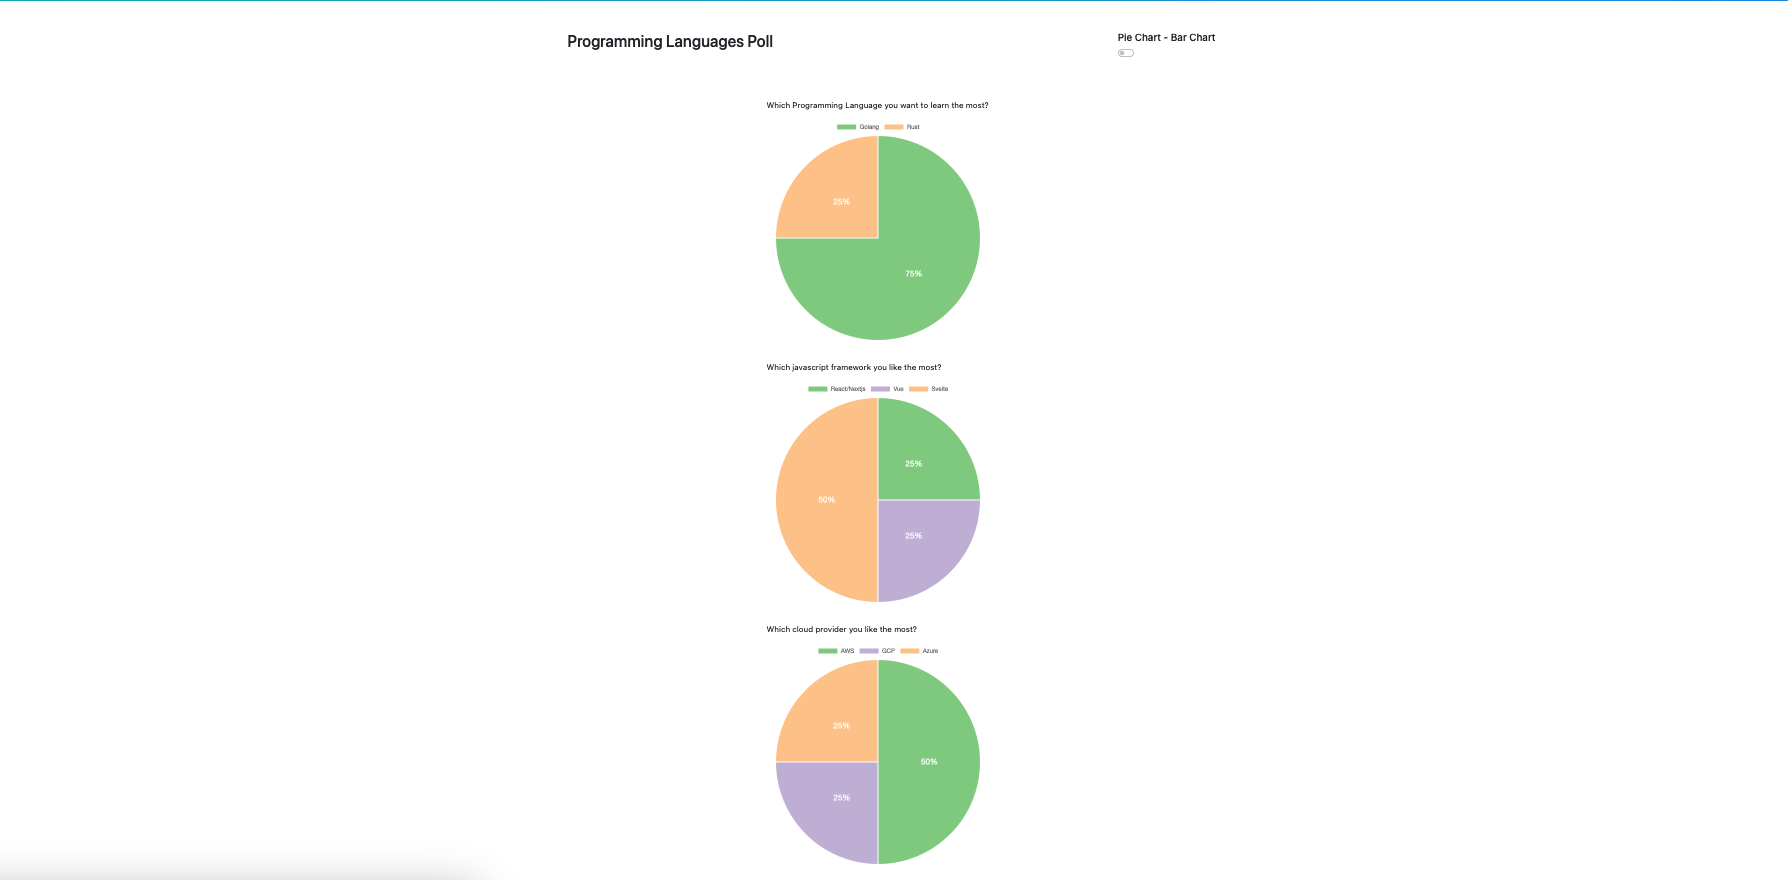 Programming Languages Poll
Pie Chart - Bar Chart
Which Programming Language you want to learn the most?
Golang Rust
25%
75%
Which javascript framework you like the most?
React/Nextjs Vue Svelte
25%
50%
25%
Which cloud provider you like the most?
AWS GCP Azure
25%
50%
25%